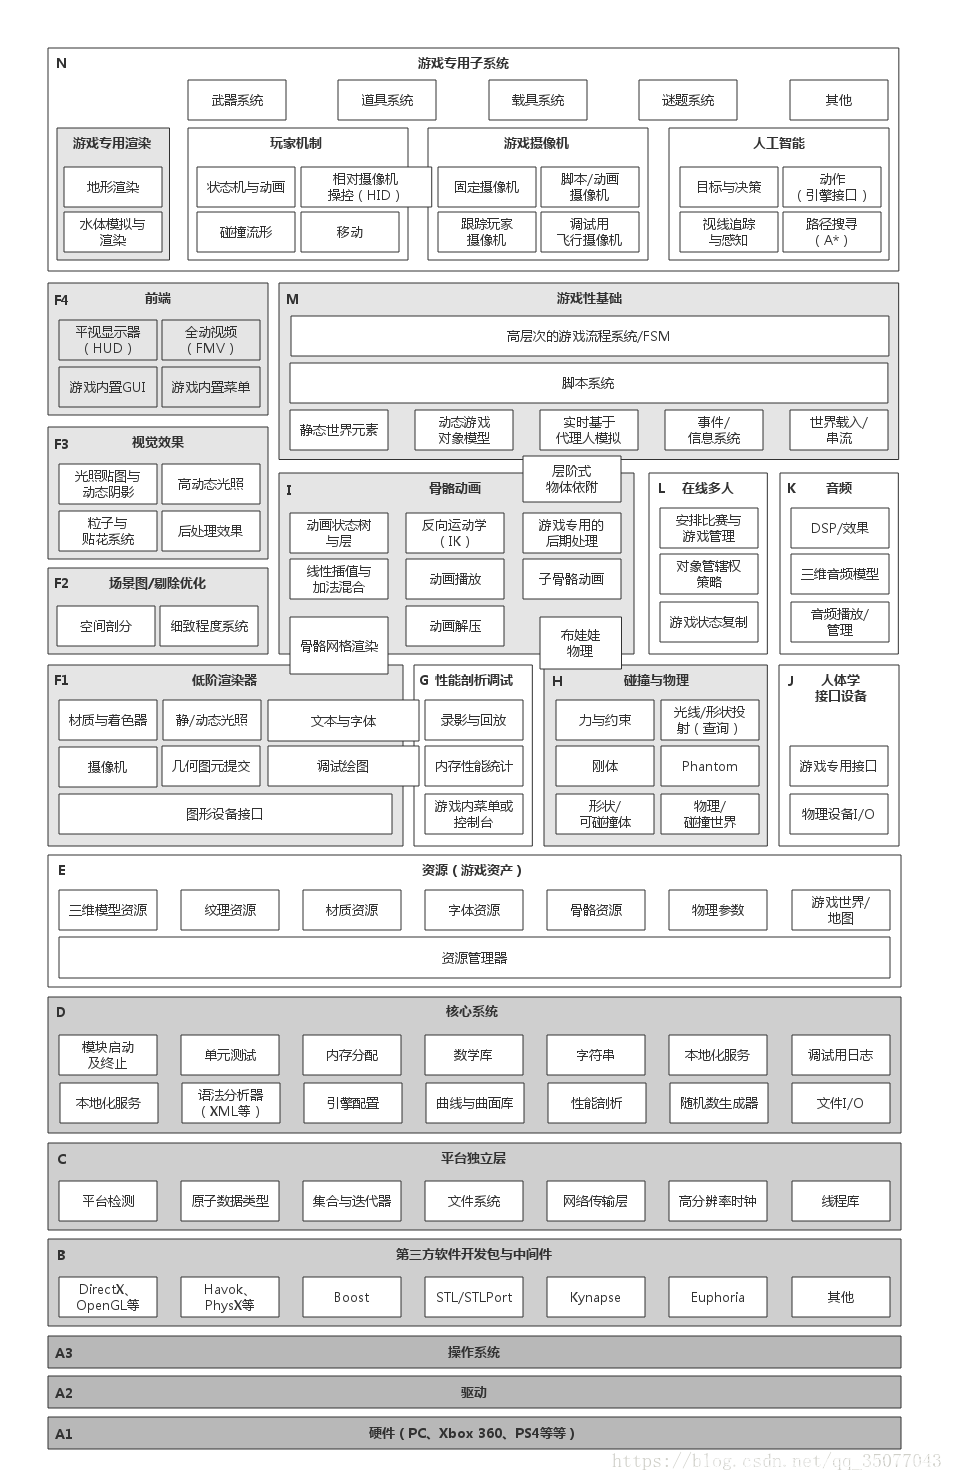 N
游戏专用子系统
武器系统
道具系统
载具系统
谜题系统
其他
游戏专用渲染
地形渲染
水体模拟与
渲染
玩家机制
状态机与动画
相对摄像机
操控（HID）
碰撞流形
移动
游戏摄像机
固定摄像机
脚本/动画
摄像机
跟踪玩家
摄像机
调试用
飞行摄像机
人工智能
目标与决策
动作
（引擎接口）
视线追踪
与感知
路径搜寻
（A*）
F4
前端
平视显示器
（HUD）
全动视频
（FMV）
游戏内置GUI
游戏内置菜单
M
游戏性基础
高层次的游戏流程系统/FSM
脚本系统
静态世界元素
动态游戏
对象模型
实时基于
代理人模拟
事件/
信息系统
世界载入/
串流
F3
视觉效果
光照贴图与
动态阴影
高动态光照
粒子与
贴花系统
后处理效果
F2
场景图/剔除优化
空间剖分
细致程度系统
I
骨骼动画
层阶式
物体依附
动画状态树
与层
反向运动学
（IK）
游戏专用的
后期处理
线性插值与
加法混合
动画播放
子骨骼动画
骨骼网格渲染
动画解压
布娃娃
物理
L
在线多人
安排比赛与
游戏管理
对象管辖权
策略
游戏状态复制
K
音频
DSP/效果
三维音频模型
音频播放/
管理
F1
低阶渲染器
材质与着色器
静/动态光照
文本与字体
摄像机
几何图元提交
调试绘图
图形设备接口
G
性能剖析调试
录影与回放
内存性能统计
游戏内菜单或
控制台
H
碰撞与物理
力与约束
光线/形状投
射（查询）
刚体
Phantom
形状/
可碰撞体
物理/
碰撞世界
J
人体学
接口设备
游戏专用接口
物理设备I/O
E
资源（游戏资产）
三维模型资源
纹理资源
材质资源
字体资源
骨骼资源
物理参数
游戏世界/
地图
资源管理器
D
核心系统
模块启动
及终止
单元测试
内存分配
数学库
字符串
本地化服务
调试用日志
本地化服务
语法分析器
（XML等）
引擎配置
曲线与曲面库
性能剖析
随机数生成器
文件I/O
C
平台独立层
平台检测
原子数据类型
集合与迭代器
文件系统
网络传输层
高分辨率时钟
线程库
B
第三方软件开发包与中间件
DirectX、
OpenGL等
Havok、
PhysX等
Boost
STL/STLPort
Kynapse
Euphoria
其他
A3
操作系统
A2
驱动
A1
硬件（PC、Xbox 360、PS4等等）
https://blog.csdn.net/qq_35077043